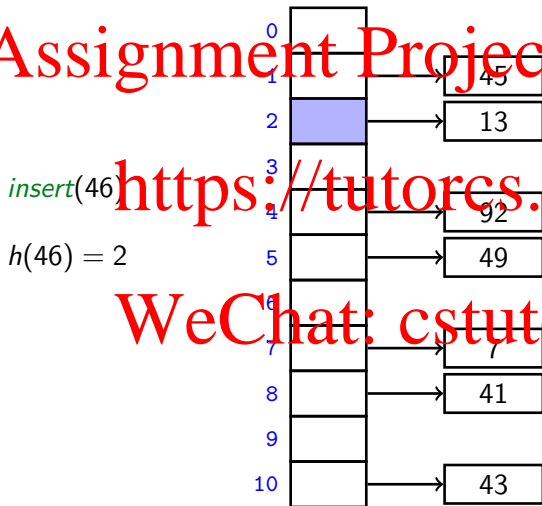 0
Assignment Projec
1 45
2 13
3
insert(46)
https://tutorcs.
4 92
h(46) = 2
5 49
6
WeChat: cstut
7 7
8 41
9
10 43